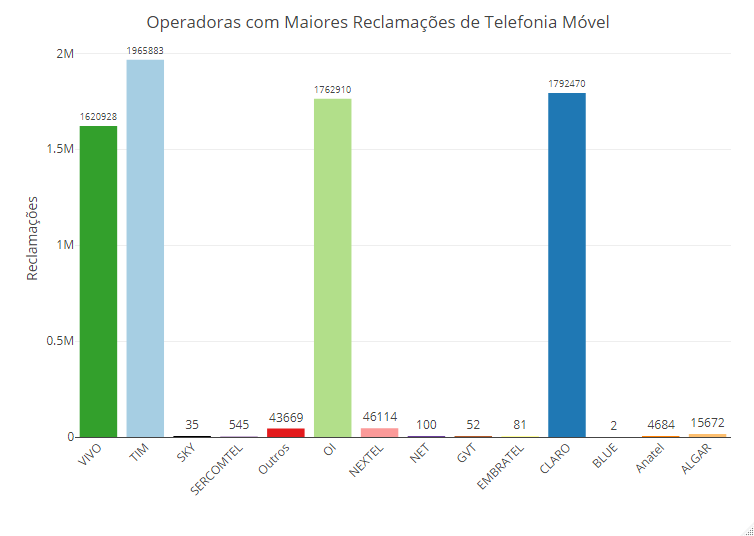 Operadoras com Maiores Reclamações de Telefonia Móvel
Reclamações
2M
1.5M
1M
0.5M
0
1620928
1965883
35
545
43669
1762910
46114
100
52
81
1792470
2
4684
15672
VIVO
TIM
SKY
SERCOMTEL
Outros
OI
NEXTEL
NET
GVT
EMBRATEL
CLARO
BLUE
Anatel
ALGAR